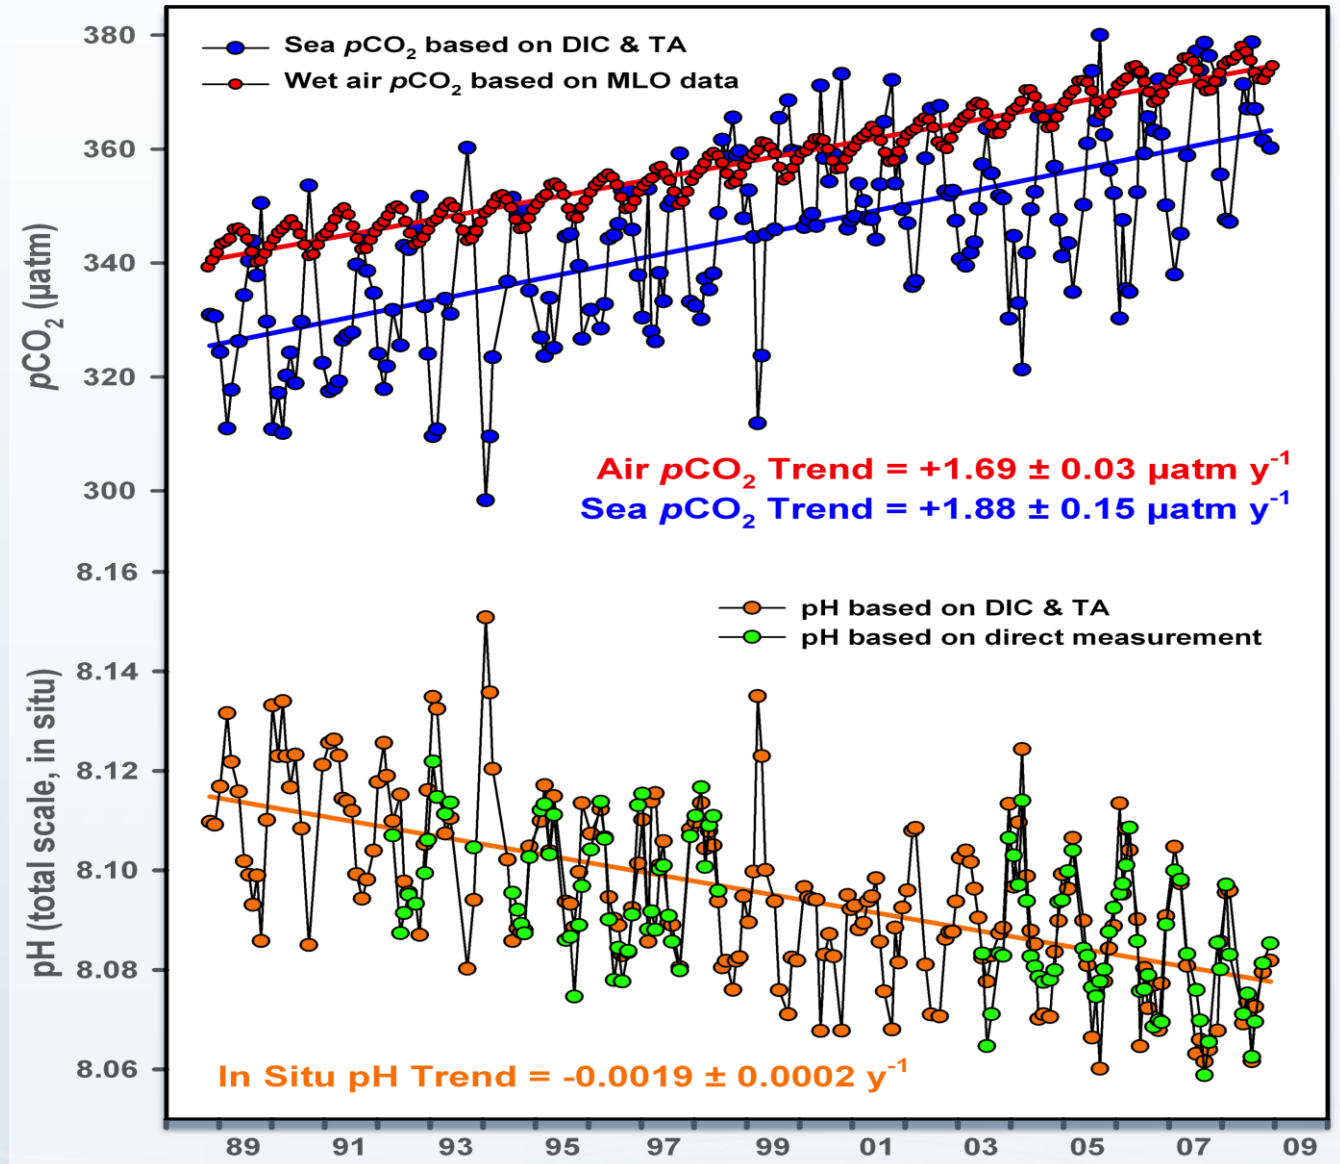 380
360
340
320
300
pCO₂ (µatm)
Sea pCO₂ based on DIC & TA
Wet air pCO₂ based on MLO data
Air pCO₂ Trend = +1.69 ± 0.03 µatm y⁻¹
Sea pCO₂ Trend = +1.88 ± 0.15 µatm y⁻¹
8.16
8.14
8.12
8.10
8.08
8.06
pH (total scale, in situ)
pH based on DIC & TA
pH based on direct measurement
In Situ pH Trend = -0.0019 ± 0.0002 y⁻¹
89 91 93 95 97 99 01 03 05 07 09